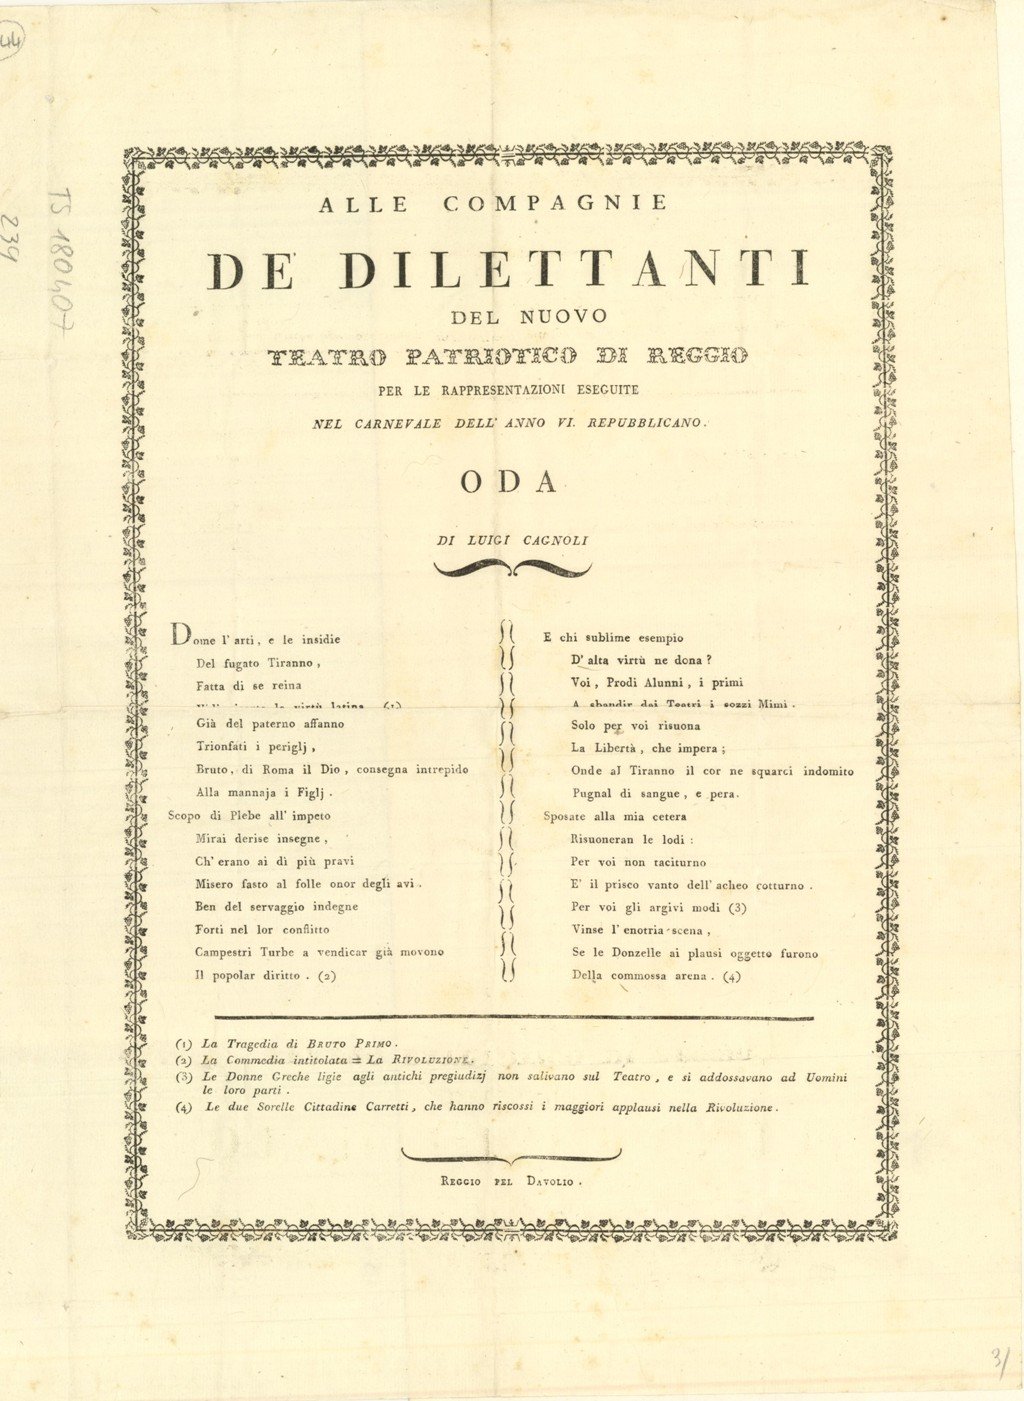 ALLE COMPAGNIE
DE' DILETTANTI
DEL NUOVO
TEATRO PATRIOTICO DI REGGIO
PER LE RAPPRESENTAZIONI ESEGUITE
NEL CARNEVALE DELL' ANNO VI. REPUBBLICANO.
ODA
DI LUIGI CAGNOLI
Dome l' arti, e le insidie
Del fugato Tiranno,
Fatta di se reina
la virtù latina (1)
Già del paterno affanno
Trionfati i periglj,
Bruto, di Roma il Dio, consegna intrepido
Alla mannaja i Figlj.
Scopo di Plebe all' impeto
Mirai derise insegne,
Ch' erano ai dì più pravi
Misero fasto al folle onor degli avi.
Ben del servaggio indegne
Forti nel lor conflitto
Campestri Turbe a vendicar già movono
Il popolar diritto. (2)
E chi sublime esempio
D' alta virtù ne dona?
Voi, Prodi Alunni, i primi
A sbandir dai Teatri i sozzi Mimi.
Solo per voi risuona
La Libertà, che impera;
Onde al Tiranno il cor ne squarci indomito
Pugnal di sangue, e pera.
Sposate alla mia cetera
Risuoneran le lodi:
Per voi non taciturno
E' il prisco vanto dell' acheo cotturno.
Per voi gli argivi modi (3)
Vinse l' enotria scena,
Se le Donzelle ai plausi oggetto furono
Della commossa arena. (4)
(1) La Tragedia di BRUTO PRIMO.
(2) La Commedia intitolata = La RIVOLUZIONE.
(3) Le Donne Greche ligie agli antichi pregiudizj non salivano sul Teatro, e si addossavano ad Uomini
le loro parti.
(4) Le due Sorelle Cittadine Carretti, che hanno riscossi i maggiori applausi nella Rivoluzione.
REGGIO PEL DAVOLIO.
44
TS 180407
239
3/